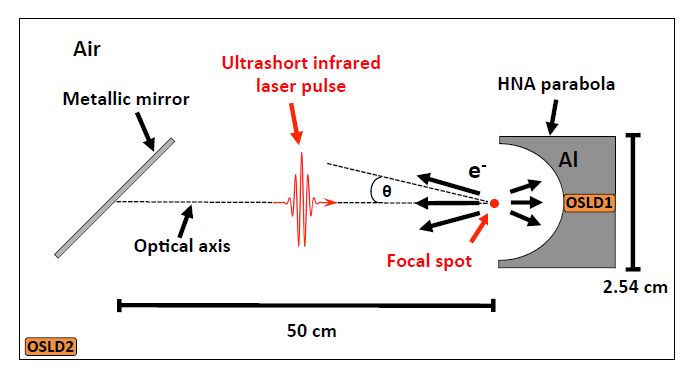 Air
Ultrashort infrared
laser pulse
HNA parabola
Metallic mirror
Al
e-
θ
OSLD1
Optical axis
Focal spot
2.54 cm
50 cm
OSLD2